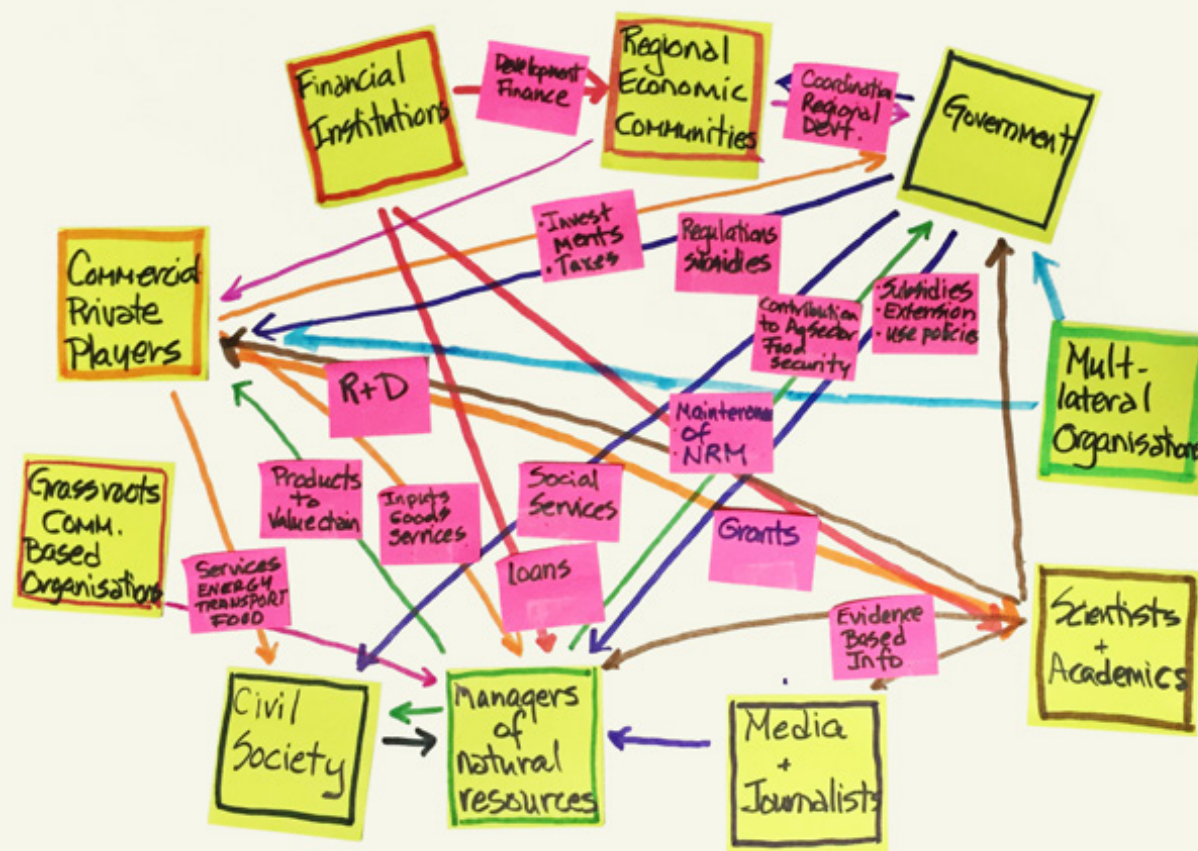 Financial
Institutions
Development
Finance
Regional
Economic
Communities
Coordination
Regional
Devt.
Government
Commercial
Private
Players
• Invest
ments
• Taxes
Regulations
subsidies
Contribution
to Ag sector
Food
security
• Subsidies
• Extension
• use policies
Mult-
lateral
Organisations
R+D
Maintenance
of
NRM
Grassroots
Comm.
Based
Organisations
Products
to
Value chain
Inputs
Goods
Services
Social
Services
Grants
Services
ENERGY
TRANSPORT
FOOD
loans
Evidence
Based
Info
Scientists
+
Academics
Civil
Society
Managers
of
natural
resources
Media
+
Journalists